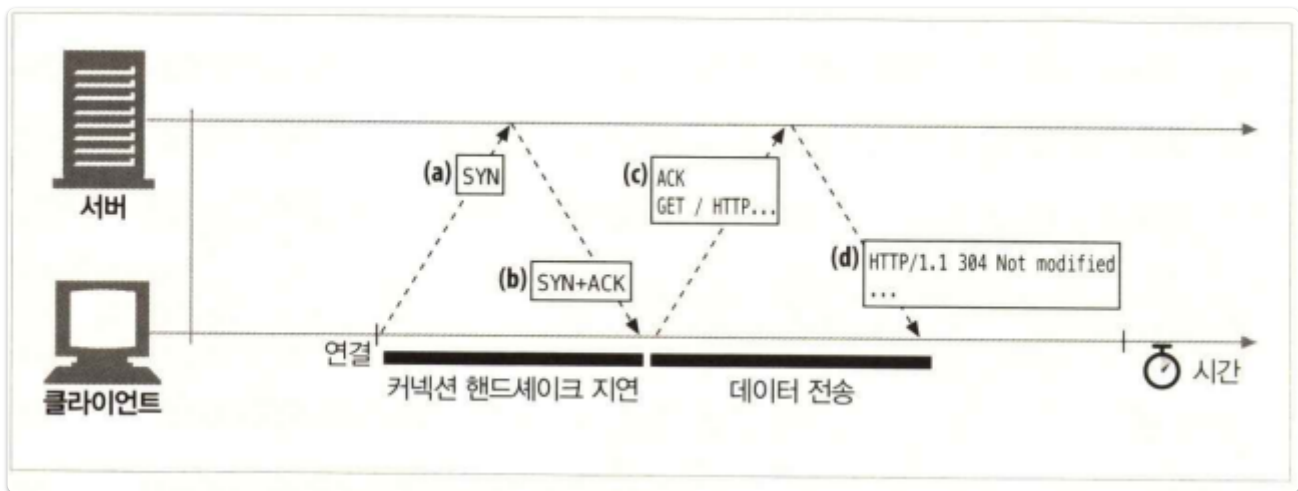 서버
(a) SYN
(b) SYN+ACK
(c) ACK
GET / HTTP...
(d) HTTP/1.1 304 Not modified
...
연결
커넥션 핸드셰이크 지연
데이터 전송
시간
클라이언트